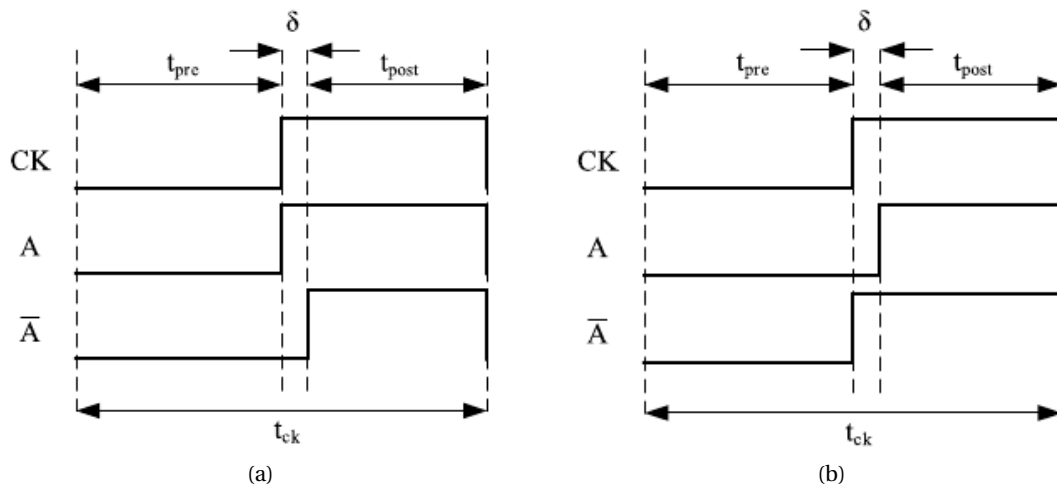 δ
t_pre t_post
CK
A
A̅
t_ck
(a)
δ
t_pre t_post
CK
A
A̅
t_ck
(b)